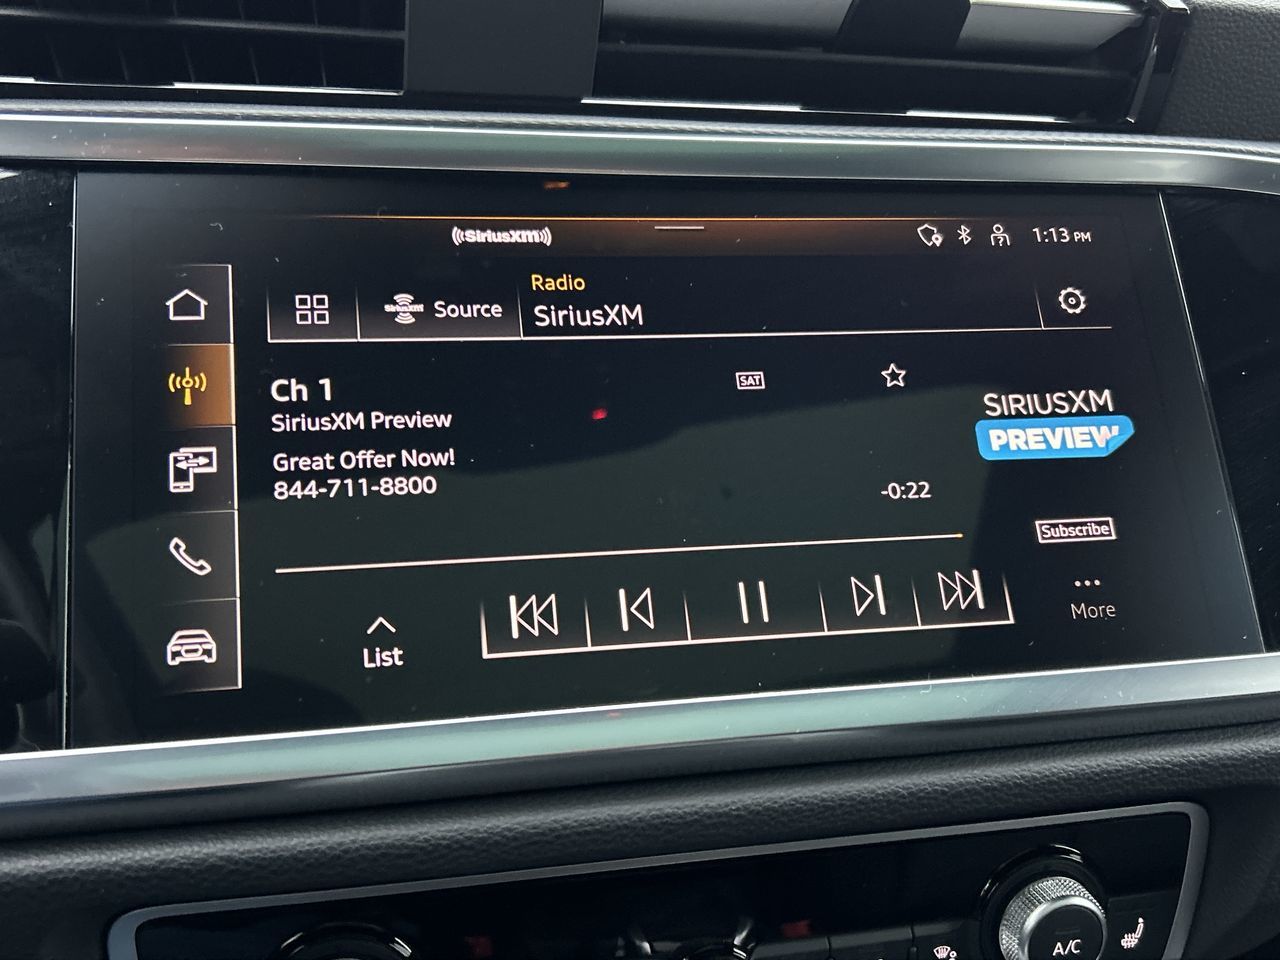 SiriusXM
1:13 PM
SiriusXM
Source
Radio
SiriusXM
Ch 1
SiriusXM Preview
Great Offer Now!
844-711-8800
SAT
-0:22
SIRIUSXM
PREVIEW
Subscribe
... More
List
A/C